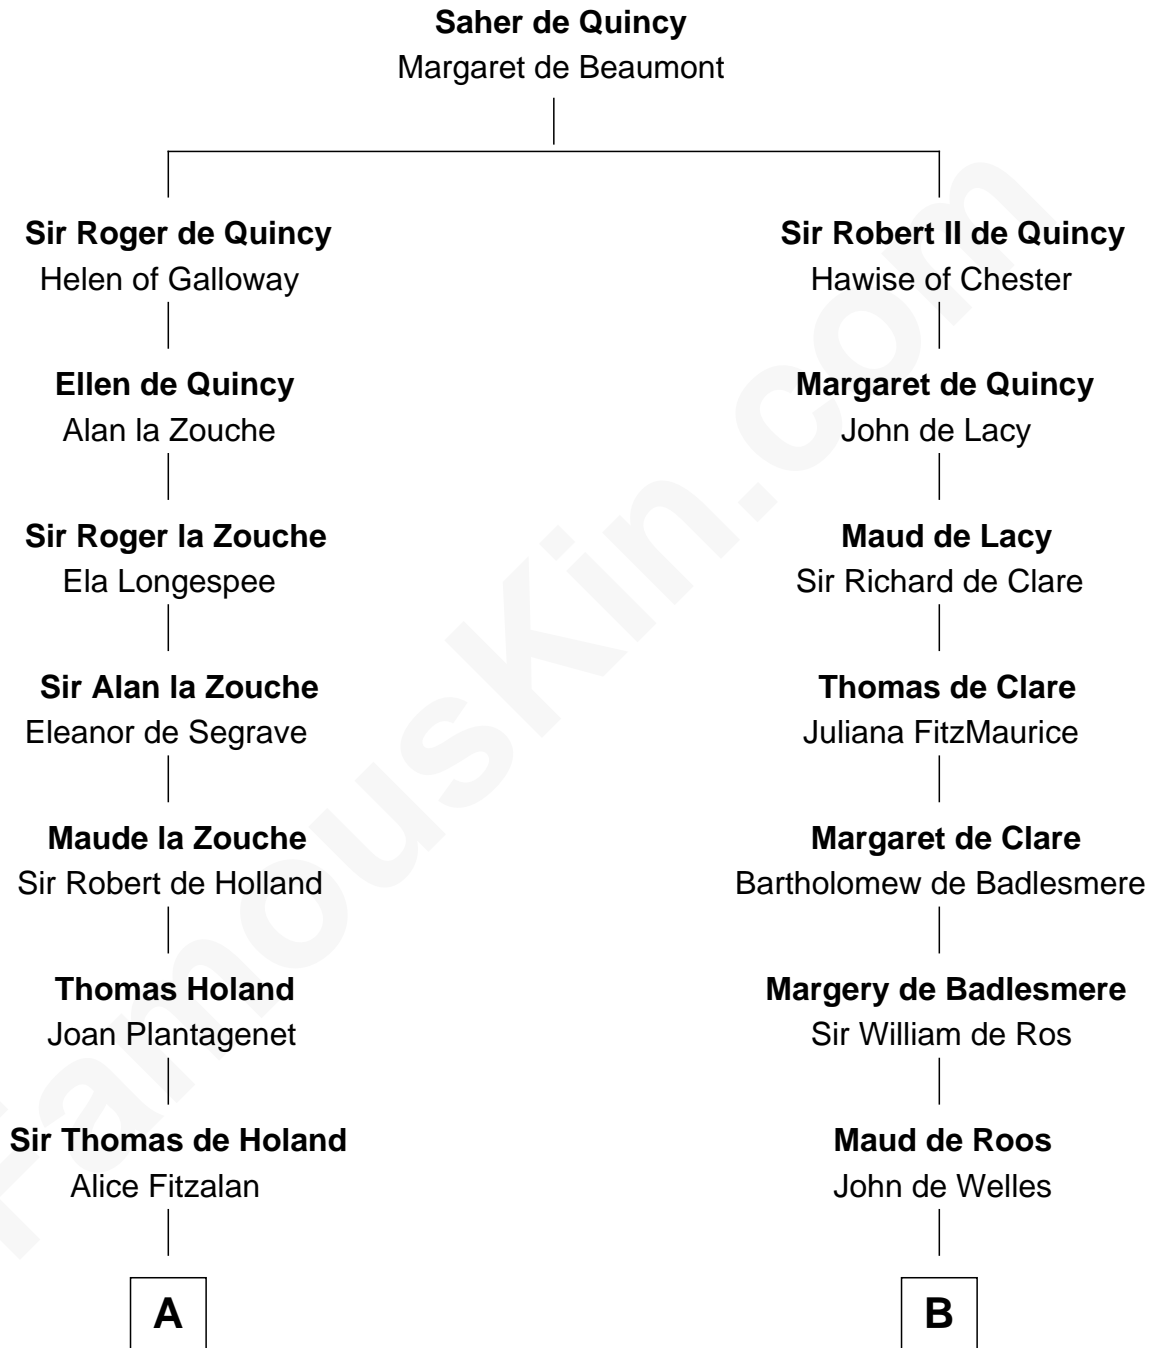 Saher de Quincy
Margaret de Beaumont
Sir Roger de Quincy
Helen of Galloway
Ellen de Quincy
Alan la Zouche
Sir Roger la Zouche
Ela Longespee
Sir Alan la Zouche
Eleanor de Segrave
Maude la Zouche
Sir Robert de Holland
Thomas Holand
Joan Plantagenet
Sir Thomas de Holand
Alice Fitzalan
A
Sir Robert II de Quincy
Hawise of Chester
Margaret de Quincy
John de Lacy
Maud de Lacy
Sir Richard de Clare
Thomas de Clare
Juliana FitzMaurice
Margaret de Clare
Bartholomew de Badlesmere
Margery de Badlesmere
Sir William de Ros
Maud de Roos
John de Welles
B
FamousKin.com